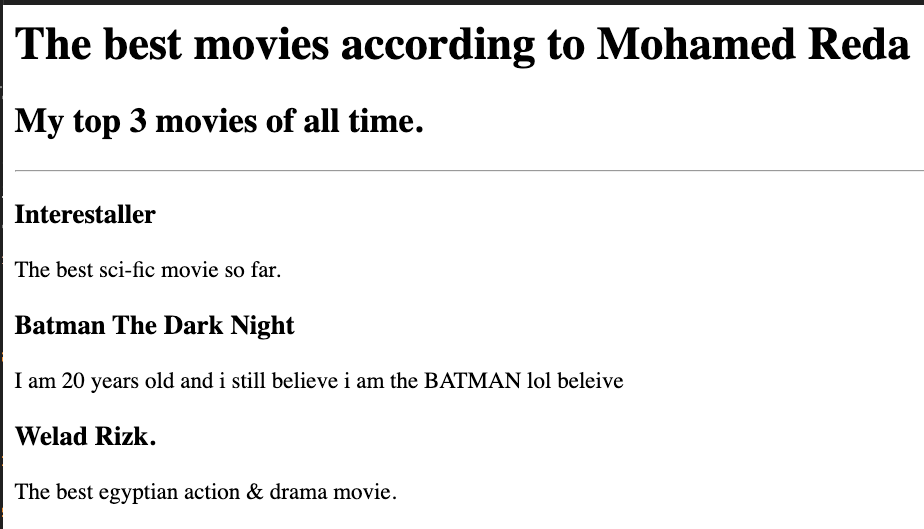 The best movies according to Mohamed Reda
My top 3 movies of all time.
Interestaller
The best sci-fic movie so far.
Batman The Dark Night
I am 20 years old and i still believe i am the BATMAN lol beleive
Welad Rizk.
The best egyptian action & drama movie.